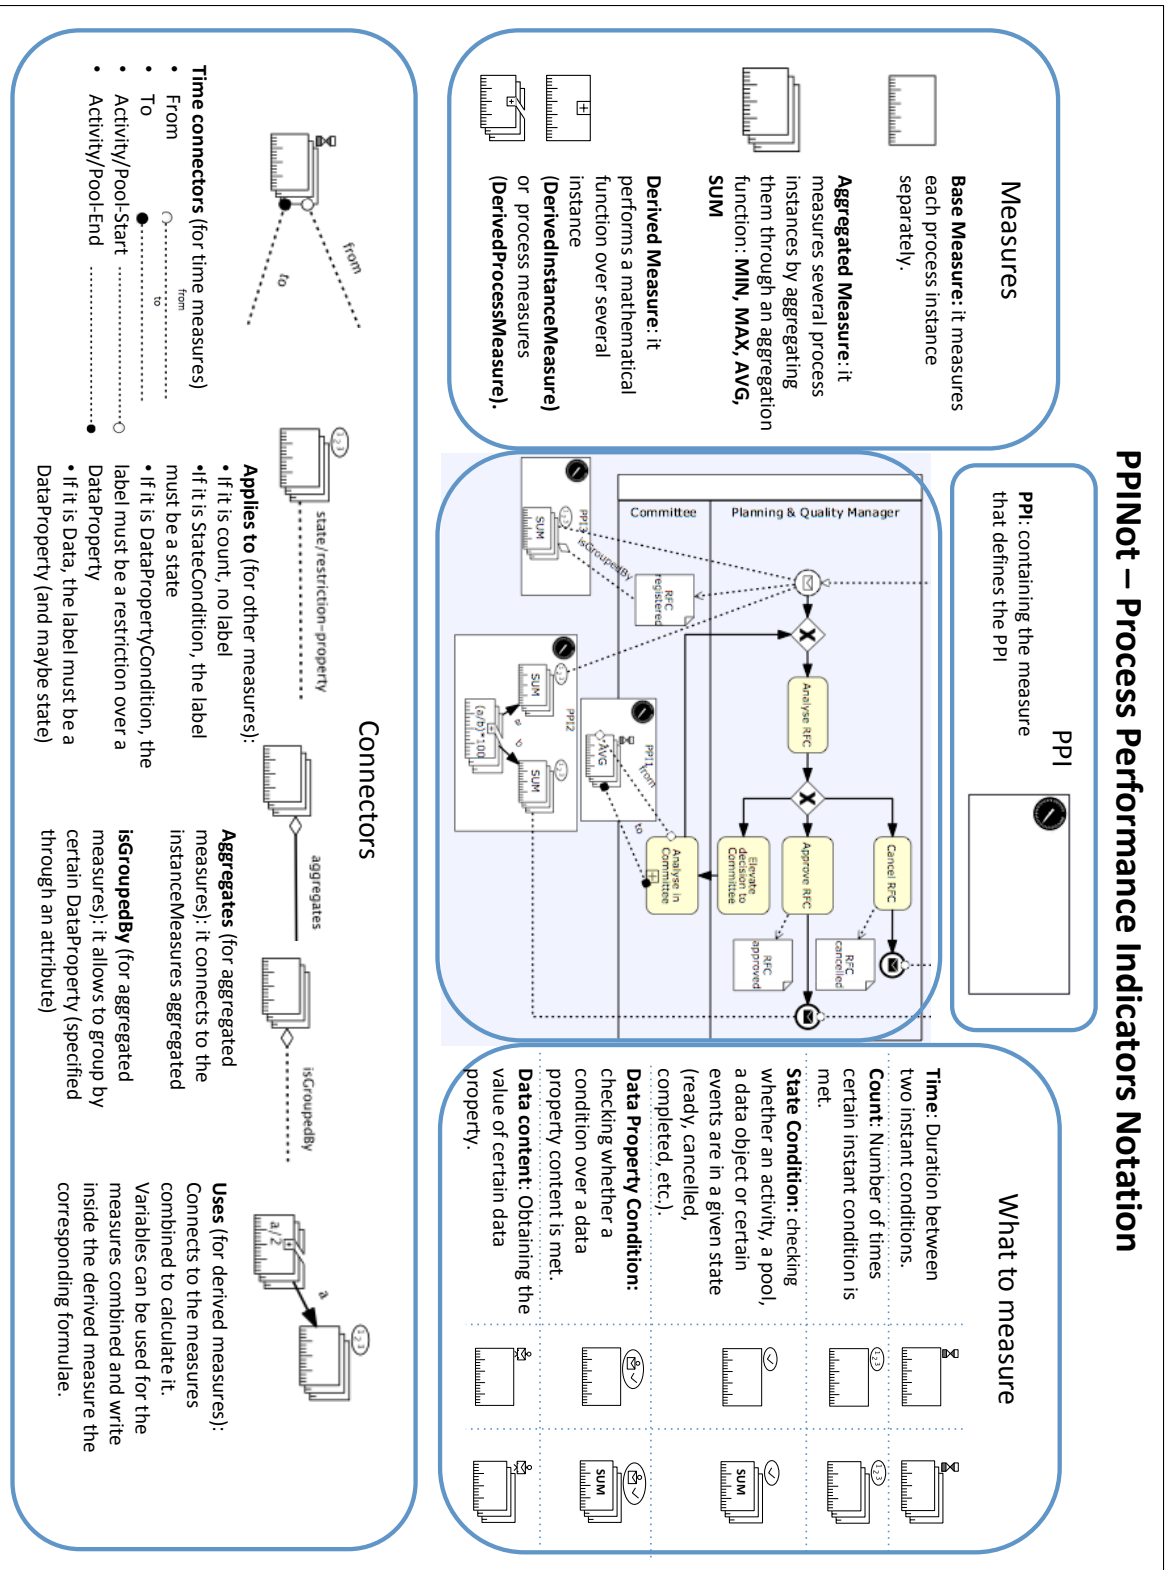 PPINot – Process Performance Indicators Notation
Measures
Base Measure: it measures
each process instance
separately.
Aggregated Measure: it
measures several process
instances by aggregating
them through an aggregation
function: MIN, MAX, AVG,
SUM
Derived Measure: it
performs a mathematical
function over several
instance
(DerivedInstanceMeasure)
or process measures
(DerivedProcessMeasure).
PPI
PPI: containing the measure
that defines the PPI
Planning & Quality Manager
Committee
Analyse RFC
Cancel RFC
Approve RFC
Elevate
decision to
Committee
Analyse in
Committee
RFC
registered
RFC
cancelled
RFC
approved
PPI1
AVG
from
to
PPI2
SUM
SUM
a
b
(a/b)*100
PPI3
SUM
isGroupedBy
What to measure
Time: Duration between
two instant conditions.
Count: Number of times
certain instant condition is
met.
State Condition: checking
whether an activity, a pool,
a data object or certain
events are in a given state
(ready, cancelled,
completed, etc.).
SUM
Data Property Condition:
checking whether a
condition over a data
property content is met.
SUM
Data content: Obtaining the
value of certain data
property.
Connectors
from
to
Time connectors (for time measures)
• From
from
• To
to
• Activity/Pool-Start
• Activity/Pool-End
state/restriction-property
Applies to (for other measures):
• If it is count, no label
•If it is StateCondition, the label
must be a state
• If it is DataPropertyCondition, the
label must be a restriction over a
DataProperty
• If it is Data, the label must be a
DataProperty (and maybe state)
aggregates
Aggregates (for aggregated
measures): it connects to the
instanceMeasures aggregated
isGroupedBy
isGroupedBy (for aggregated
measures): it allows to group by
certain DataProperty (specified
through an attribute)
a/2
a
1 2 3
Uses (for derived measures):
Connects to the measures
combined to calculate it.
Variables can be used for the
measures combined and write
inside the derived measure the
corresponding formulae.